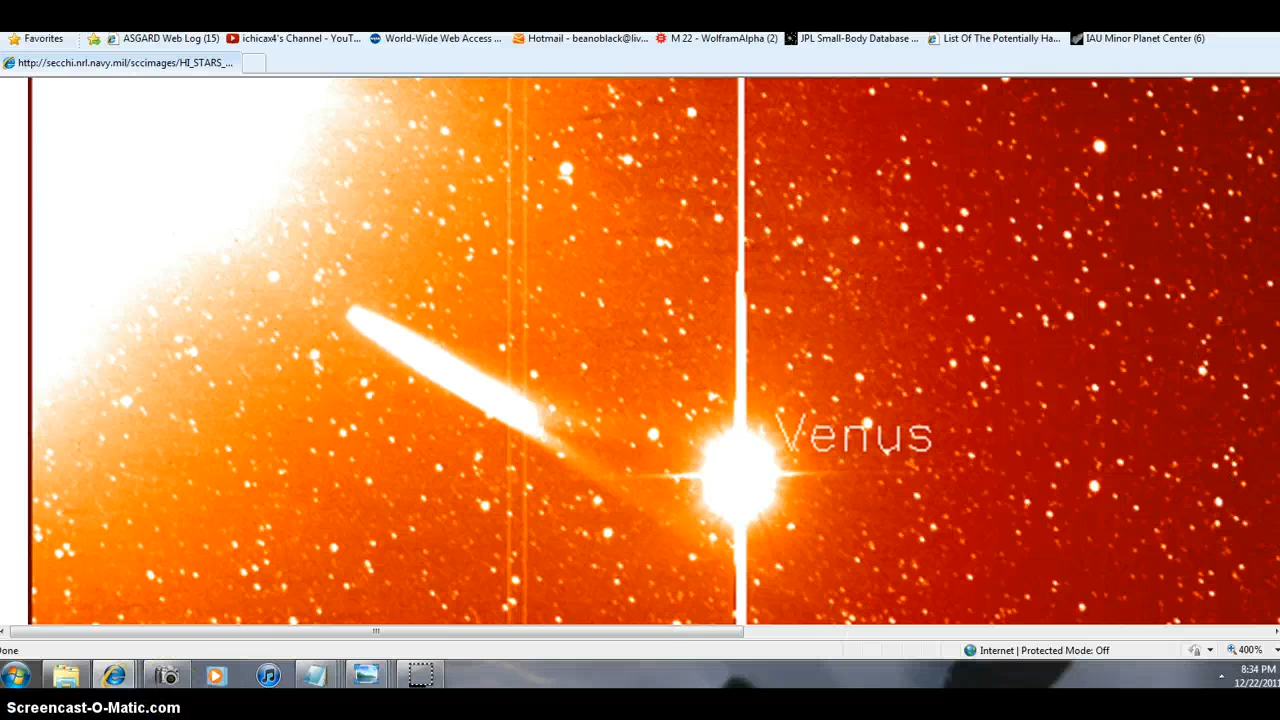 Favorites ASGARD Web Log (15) ichicax4's Channel - YouT... World-Wide Web Access ... Hotmail - beanoblack@liv... M 22 - WolframAlpha (2) JPL Small-Body Database ... List Of The Potentially Ha... IAU Minor Planet Center (6)
http://secchi.nrl.navy.mil/sccimages/HI_STARS_...
Venus
Done Internet | Protected Mode: Off 400%
8:34 PM
12/22/2011
Screencast-O-Matic.com